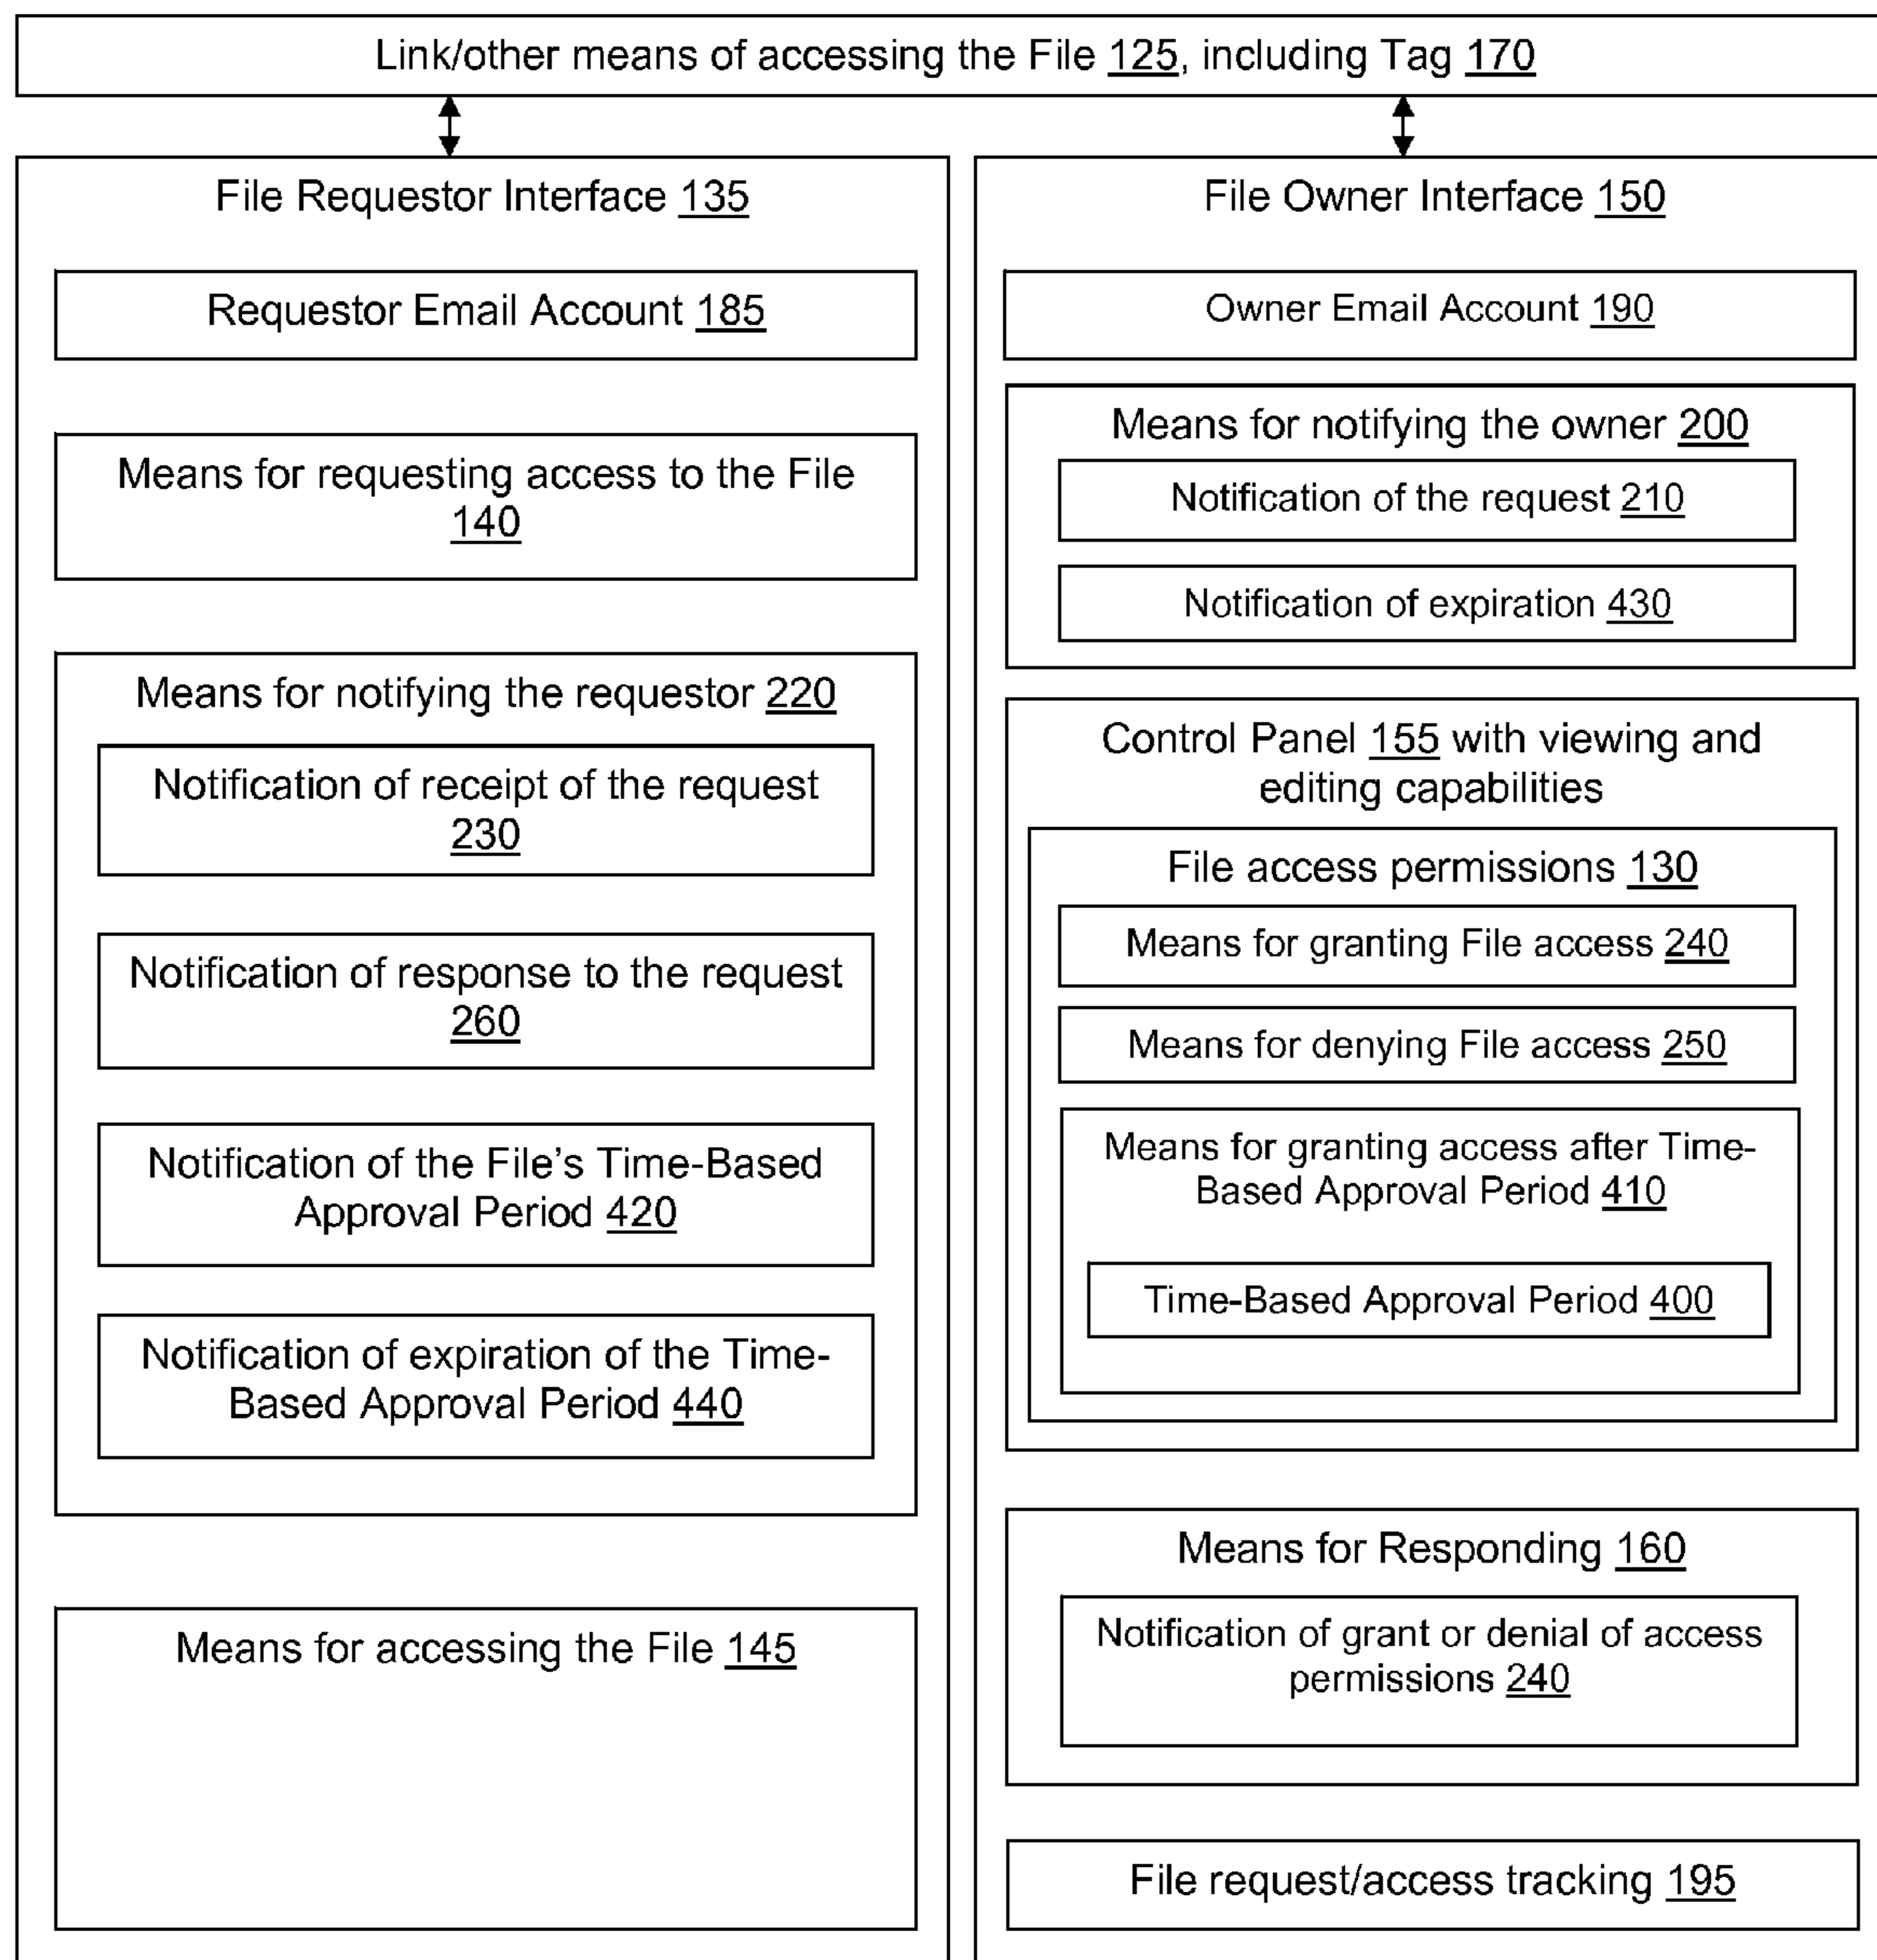 Link/other means of accessing the File 125, including Tag 170
File Requestor Interface 135
Requestor Email Account 185
Means for requesting access to the File
140
Means for notifying the requestor 220
Notification of receipt of the request
230
Notification of response to the request
260
Notification of the File's Time-Based
Approval Period 420
Notification of expiration of the Time-
Based Approval Period 440
Means for accessing the File 145
File Owner Interface 150
Owner Email Account 190
Means for notifying the owner 200
Notification of the request 210
Notification of expiration 430
Control Panel 155 with viewing and
editing capabilities
File access permissions 130
Means for granting File access 240
Means for denying File access 250
Means for granting access after Time-
Based Approval Period 410
Time-Based Approval Period 400
Means for Responding 160
Notification of grant or denial of access
permissions 240
File request/access tracking 195